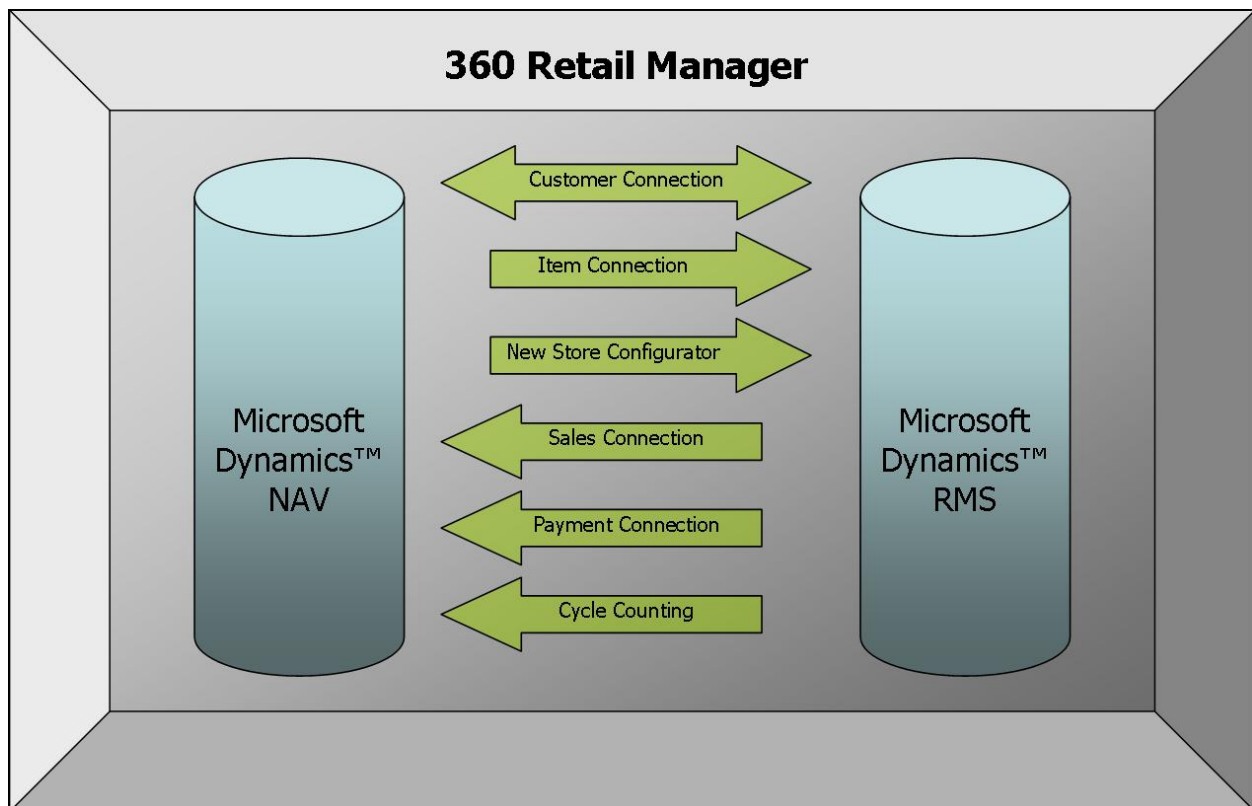 360 Retail Manager
Customer Connection
Item Connection
New Store Configurator
Sales Connection
Payment Connection
Cycle Counting
Microsoft
Dynamics™
NAV
Microsoft
Dynamics™
RMS